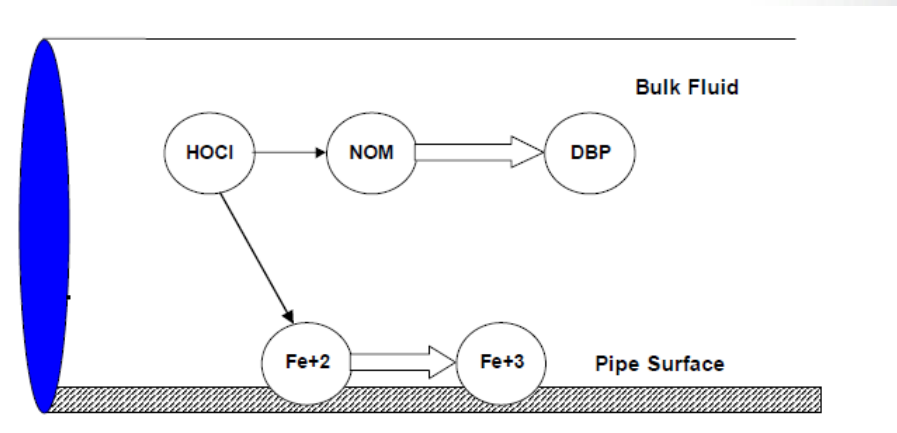 Bulk Fluid
HOCl
NOM
DBP
Fe+2
Fe+3
Pipe Surface